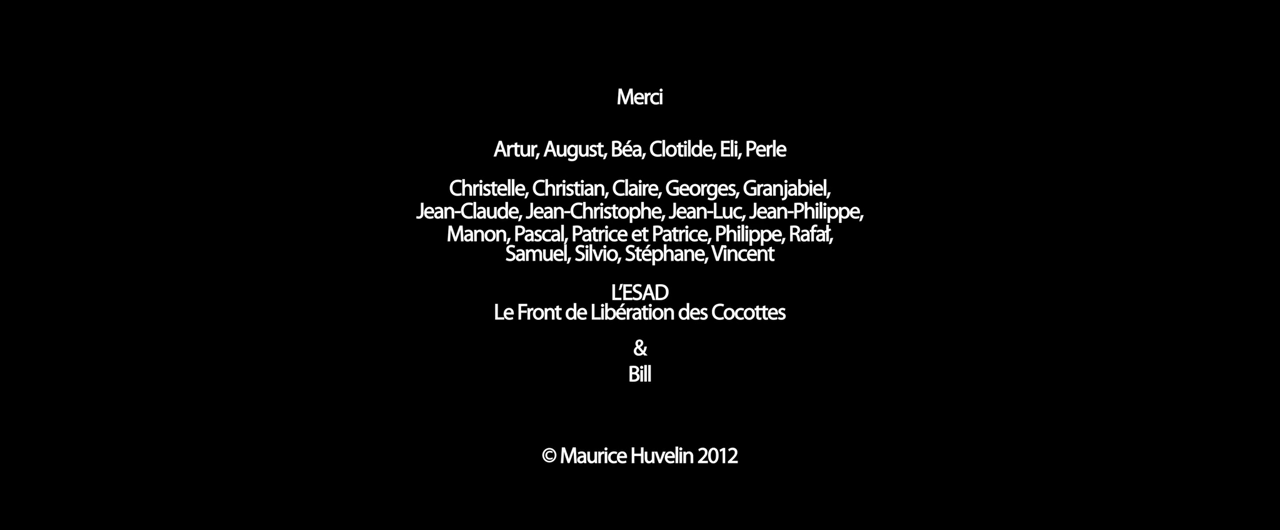 Merci
Artur, August, Béa, Clotilde, Eli, Perle
Christelle, Christian, Claire, Georges, Granjabiel,
Jean-Claude, Jean-Christophe, Jean-Luc, Jean-Philippe,
Manon, Pascal, Patrice et Patrice, Philippe, Rafał,
Samuel, Silvio, Stéphane, Vincent
L’ESAD
Le Front de Libération des Cocottes
&
Bill
© Maurice Huvelin 2012